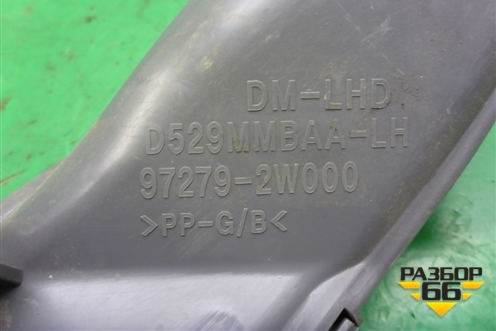 DM-LHD
D529MMBAA-LH
97279-2W000
>PP-G/B<
РАЗБОР
66